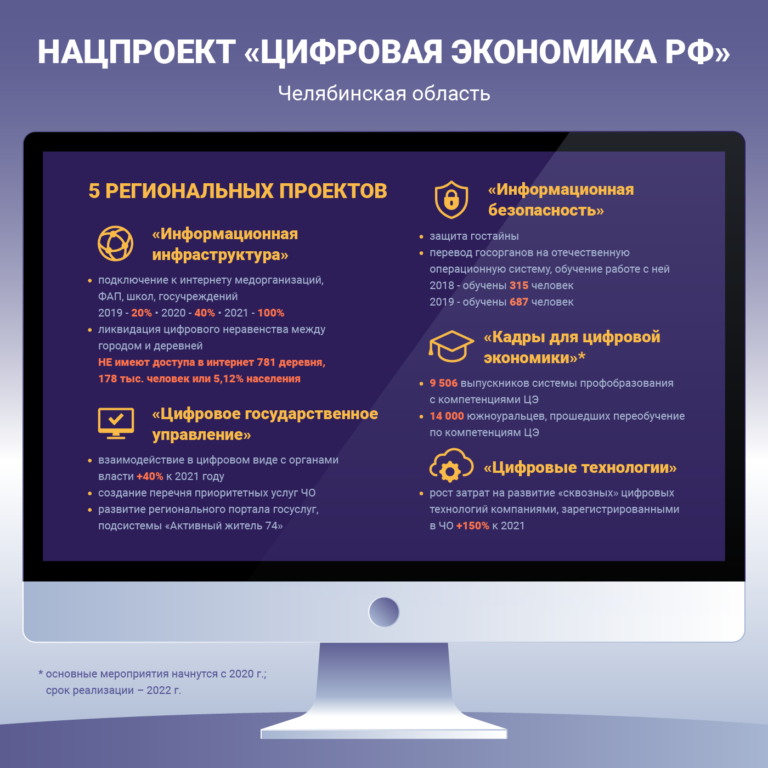 НАЦПРОЕКТ «ЦИФРОВАЯ ЭКОНОМИКА РФ»
Челябинская область
5 РЕГИОНАЛЬНЫХ ПРОЕКТОВ
«Информационная
инфраструктура»
• подключение к интернету медорганизаций,
ФАП, школ, госучреждений
2019 - 20% • 2020 - 40% • 2021 - 100%
• ликвидация цифрового неравенства между
городом и деревней
НЕ имеют доступа в интернет 781 деревня,
178 тыс. человек или 5,12% населения
«Цифровое государственное
управление»
• взаимодействие в цифровом виде с органами
власти +40% к 2021 году
• создание перечня приоритетных услуг ЧО
• развитие регионального портала госуслуг,
подсистемы «Активный житель 74»
«Информационная
безопасность»
• защита гостайны
• перевод госорганов на отечественную
операционную систему, обучение работе с ней
2018 - обучены 315 человек
2019 - обучены 687 человек
«Кадры для цифровой
экономики»*
• 9 506 выпускников системы профобразования
с компетенциями ЦЭ
• 14 000 южноуральцев, прошедших переобучение
по компетенциям ЦЭ
«Цифровые технологии»
• рост затрат на развитие «сквозных» цифровых
технологий компаниями, зарегистрированными
в ЧО +150% к 2021
* основные мероприятия начнутся с 2020 г.;
срок реализации – 2022 г.